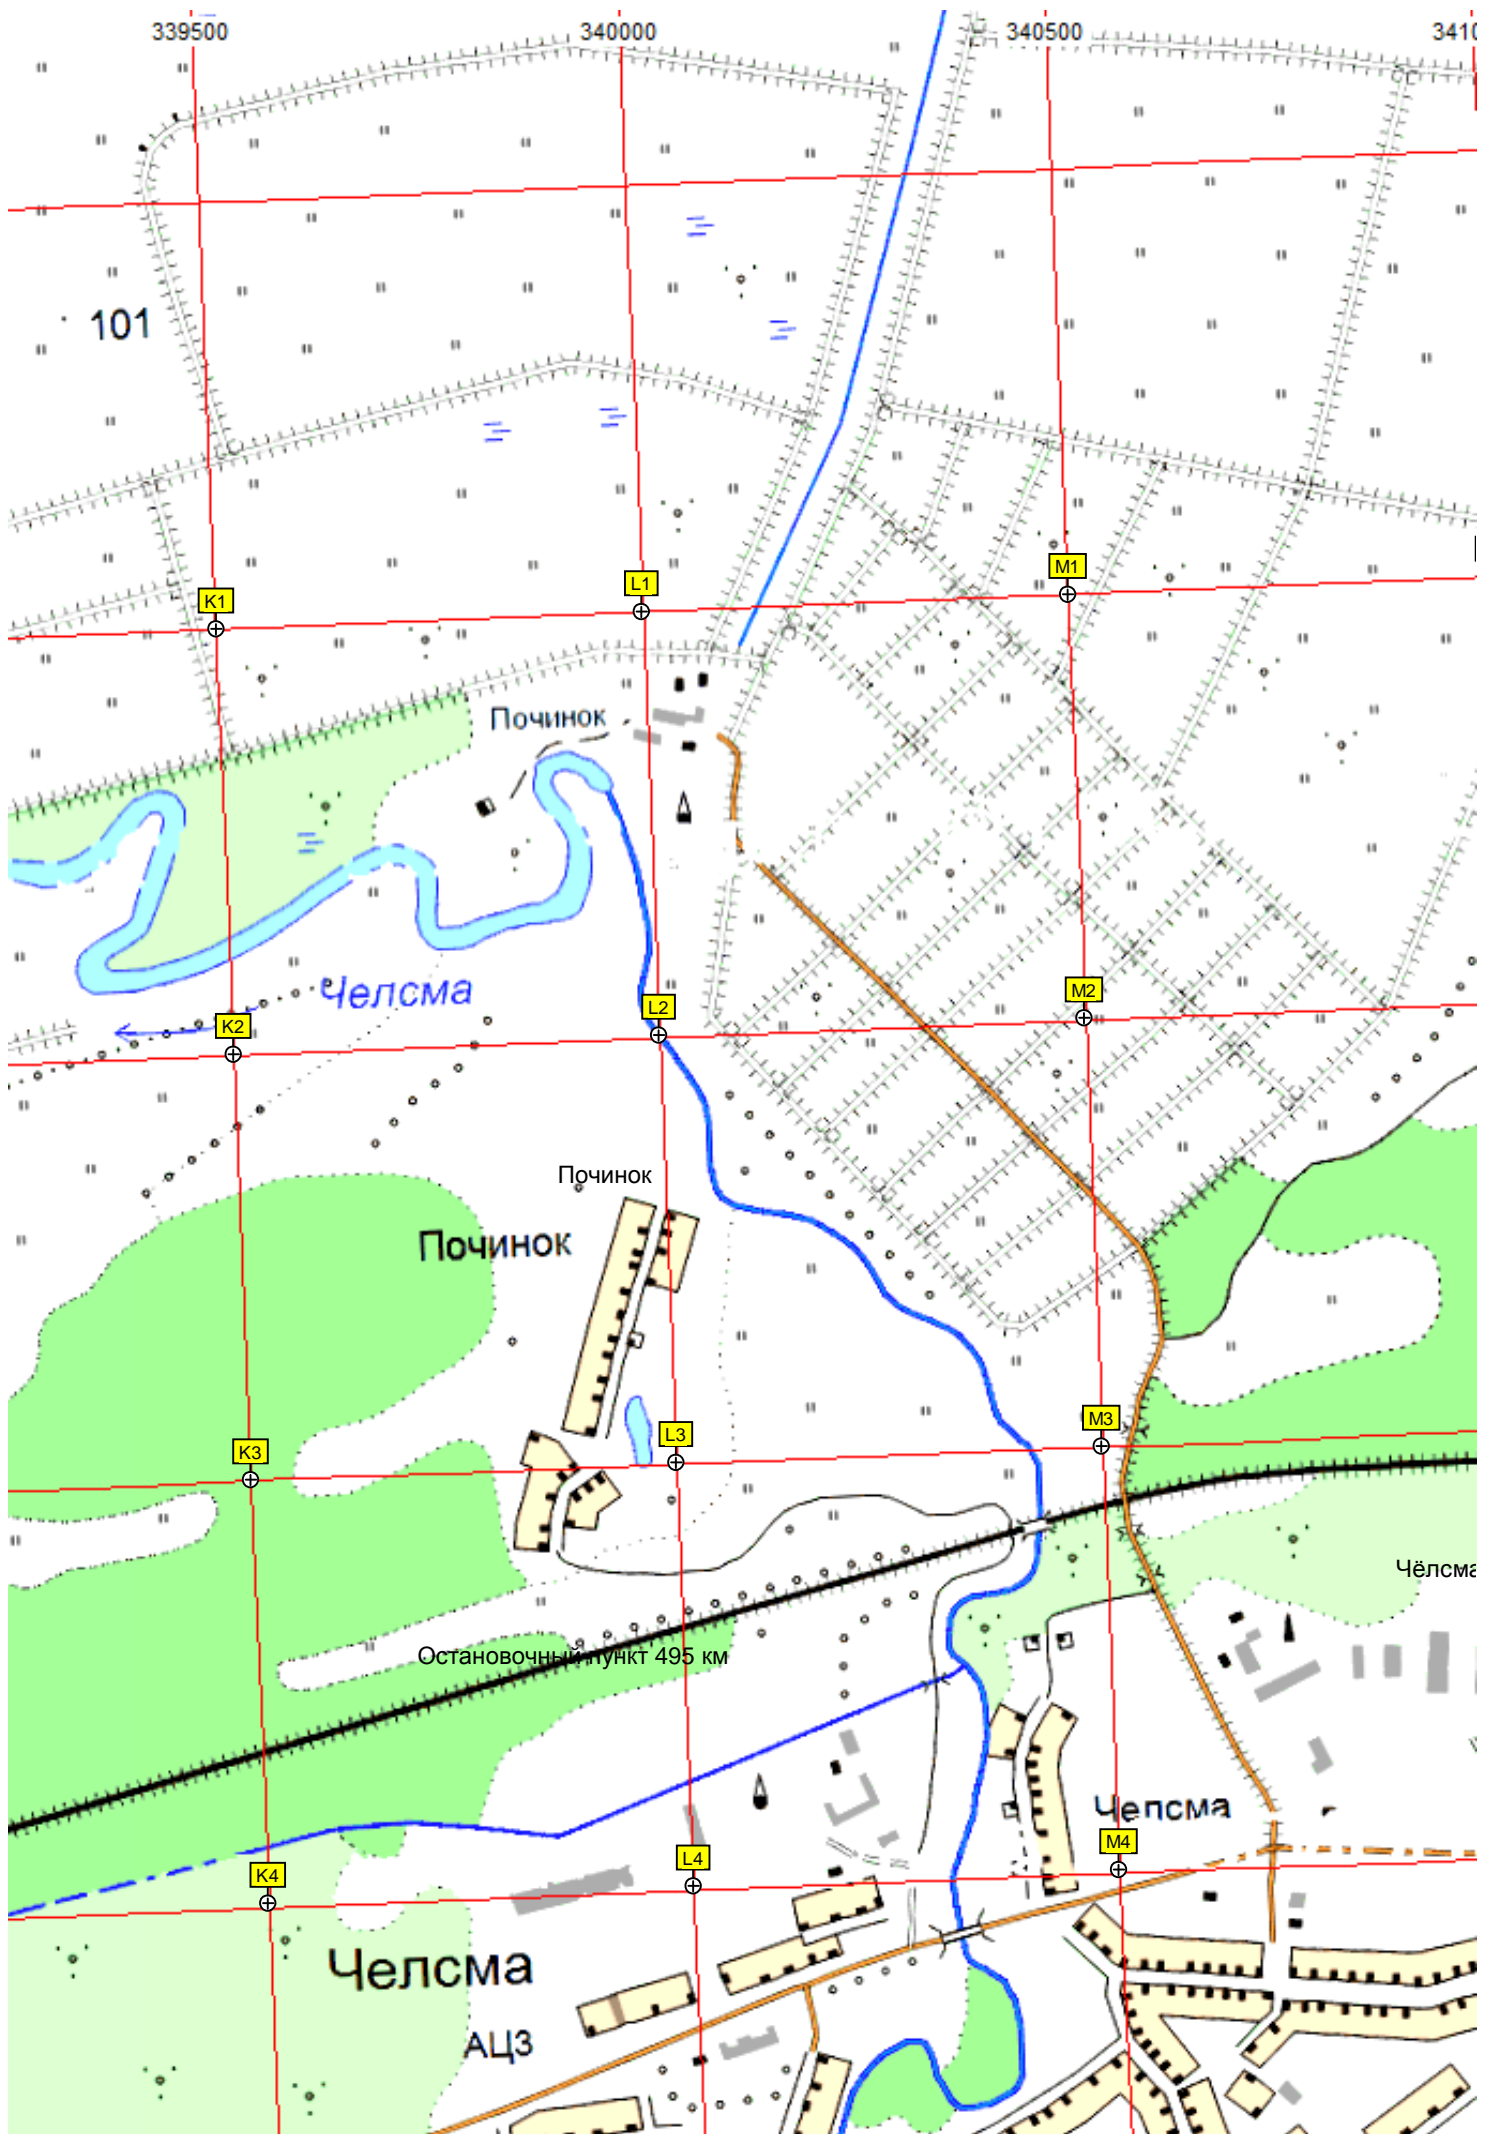 339500 340000 340500 3410
101
K1 L1 M1
Починок
Челсма
K2 L2 M2
Починок
Починок
K3 L3 M3
Чёлсма
Остановочный пункт 495 км
Челсма
K4 L4 M4
Челсма
АЦЗ